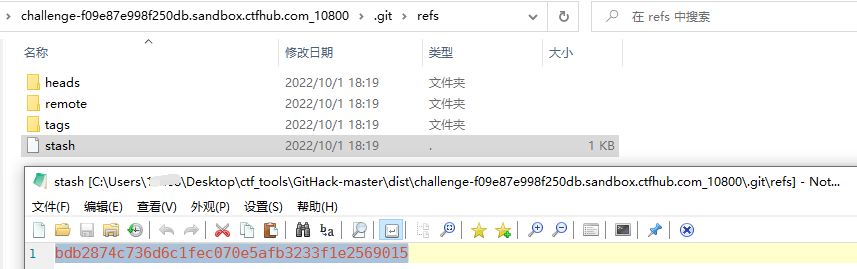 challenge-f09e87e998f250db.sandbox.ctfhub.com_10800 > .git > refs 在 refs 中搜索
名称 修改日期 类型 大小
heads 2022/10/1 18:19 文件夹
remote 2022/10/1 18:19 文件夹
tags 2022/10/1 18:19 文件夹
stash 2022/10/1 18:19 . 1 KB
stash [C:\Users\ \Desktop\ctf_tools\GitHack-master\dist\challenge-f09e87e998f250db.sandbox.ctfhub.com_10800\.git\refs] - Not...
文件(F) 编辑(E) 查看(V) 外观(P) 设置(S) 帮助(H)
1 bdb2874c736d6c1fec070e5afb3233f1e2569015